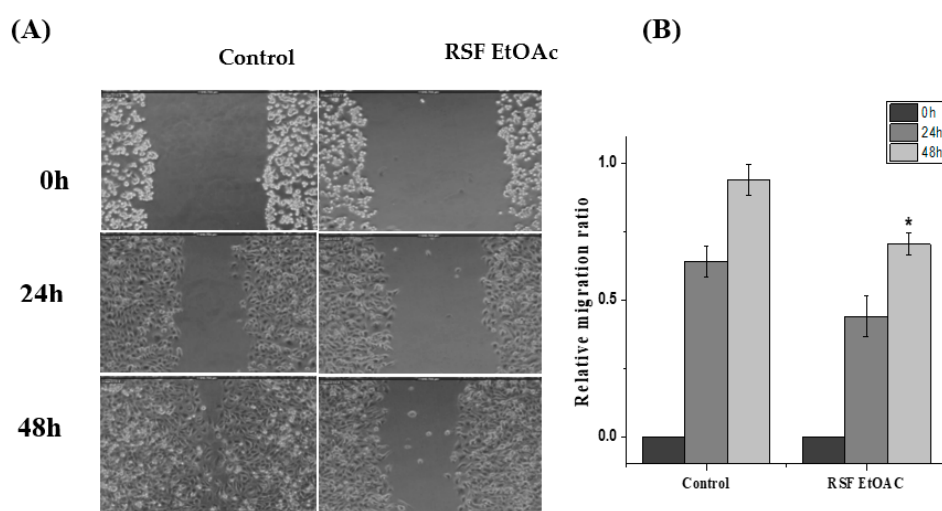 (A)
Control
RSF EtOAc
0h
24h
48h
(B)
0h
24h
48h
Relative migration ratio
1.0
0.5
0.0
*
Control
RSF EtOAC